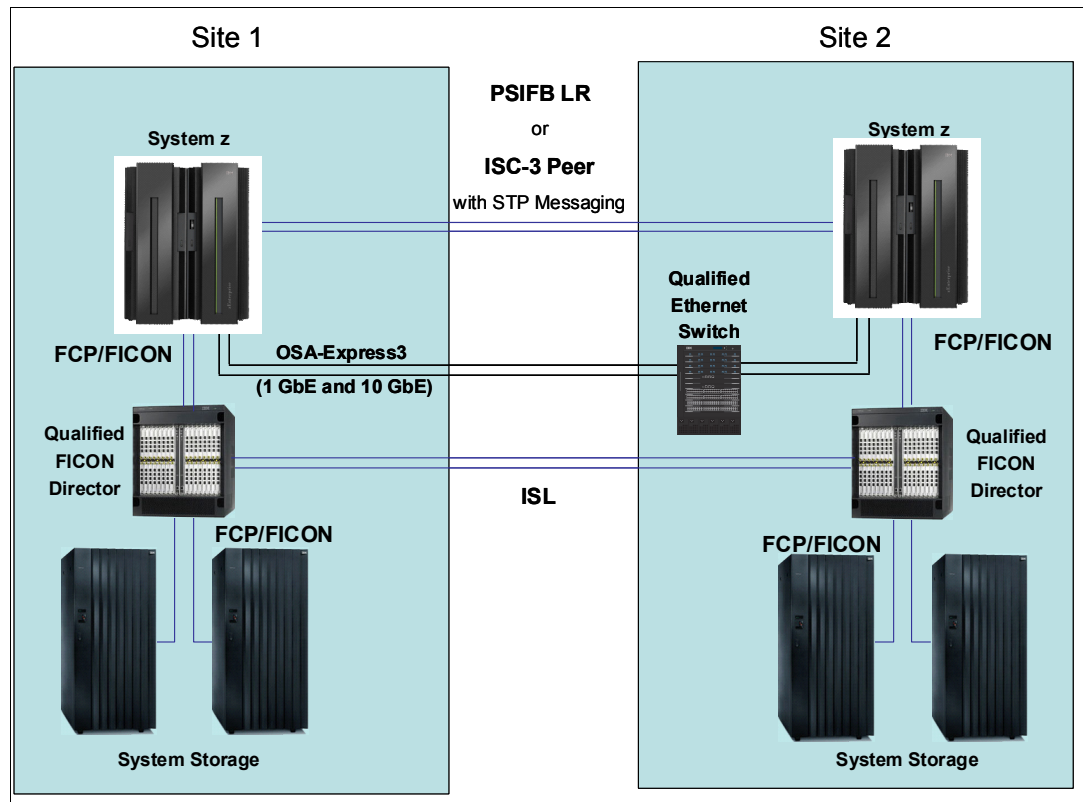 Site 1
Site 2
PSIFB LR
or
ISC-3 Peer
with STP Messaging
System z
System z
Qualified
Ethernet
Switch
FCP/FICON
OSA-Express3
(1 GbE and 10 GbE)
FCP/FICON
Qualified
FICON
Director
Qualified
FICON
Director
ISL
FCP/FICON
FCP/FICON
System Storage
System Storage